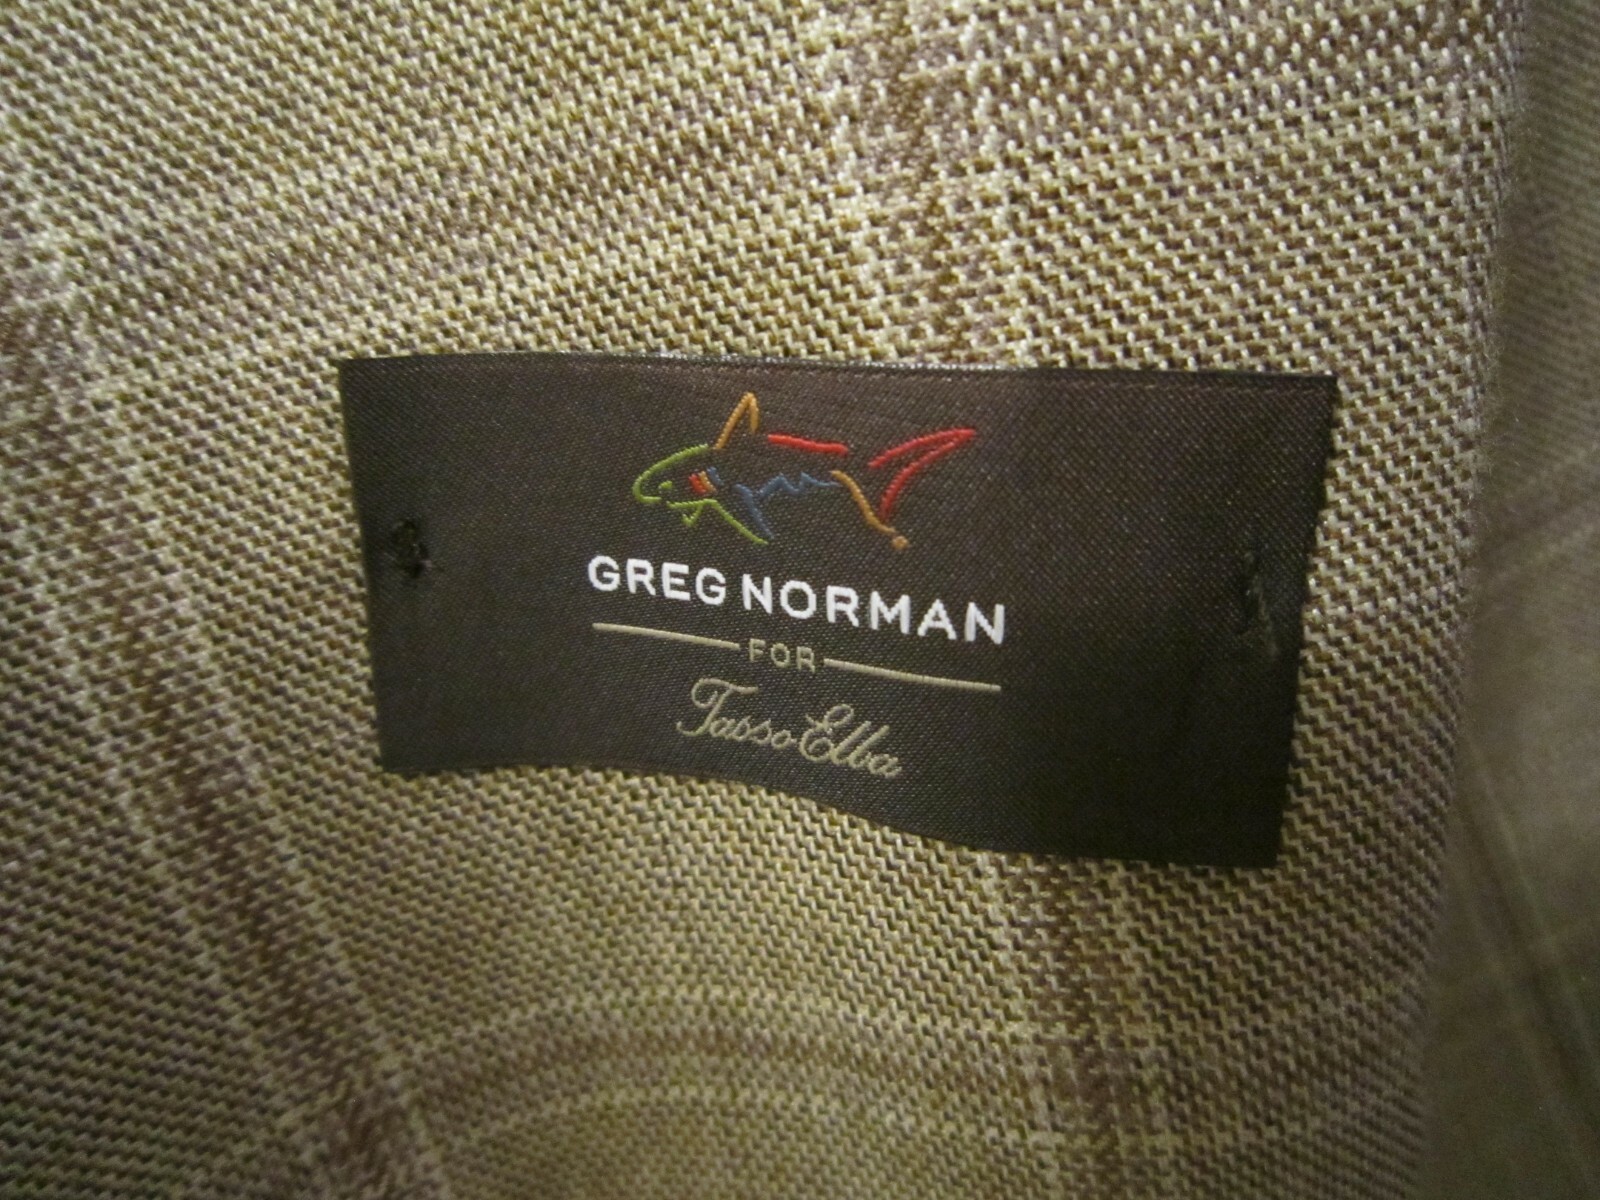 GREG NORMAN
FOR
Tasso Elba